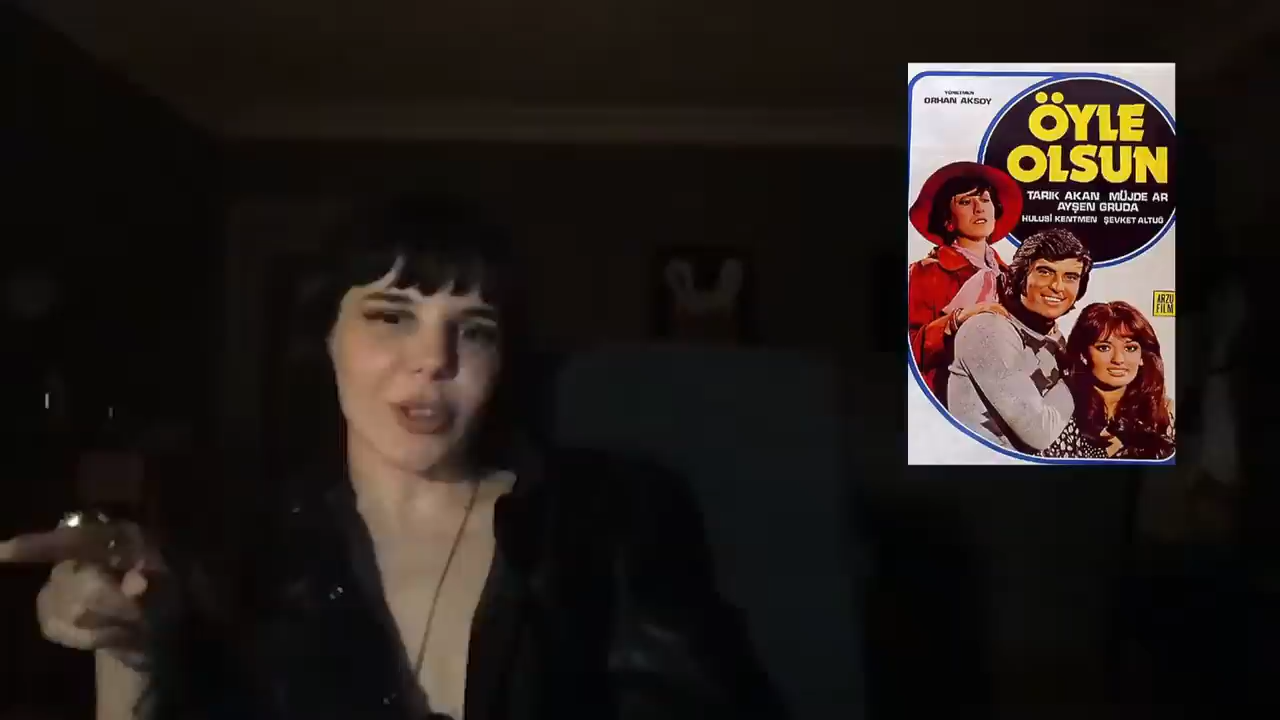 YÖNETMEN
ORHAN AKSOY
ÖYLE
OLSUN
TARIK AKAN MÜJDE AR
AYŞEN GRUDA
HULUSİ KENTMEN ŞEVKET ALTUĞ
ARZU
FİLM